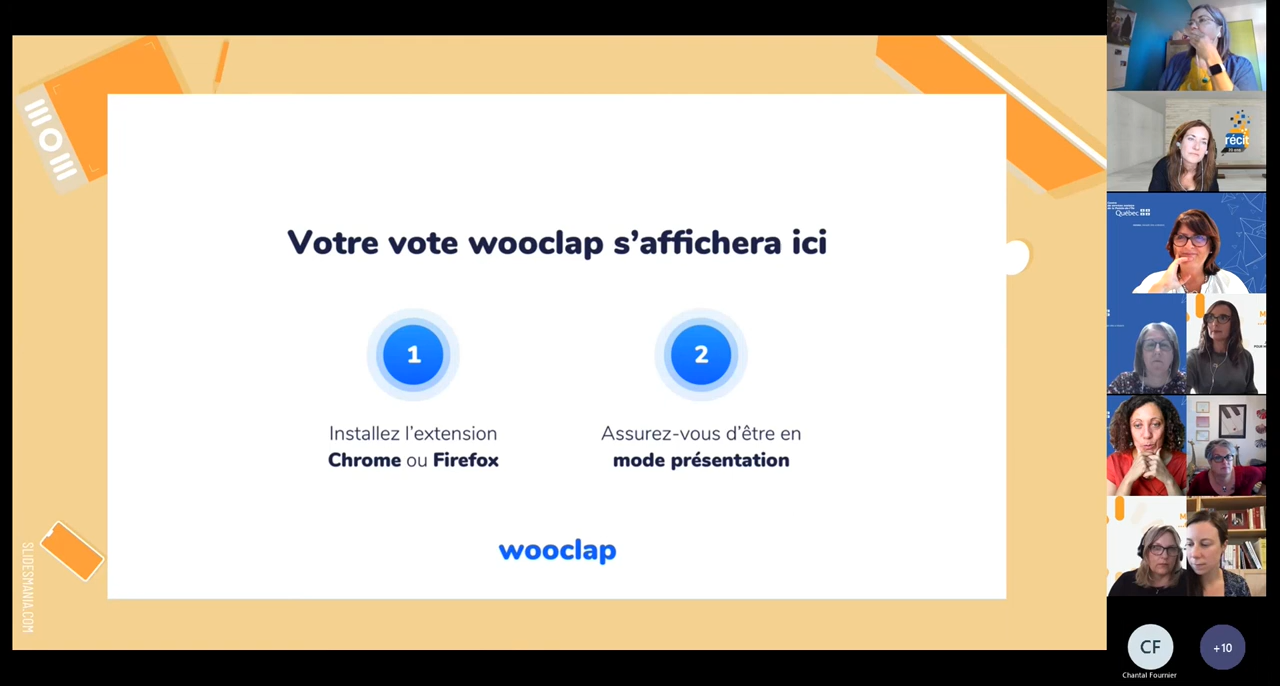 Votre vote wooclap s’affichera ici
1
2
Installez l’extension
Chrome ou Firefox
Assurez-vous d’être en
mode présentation
wooclap
SLIDESMANIA.COM
récit
Québec
CF
+10
Chantal Fournier